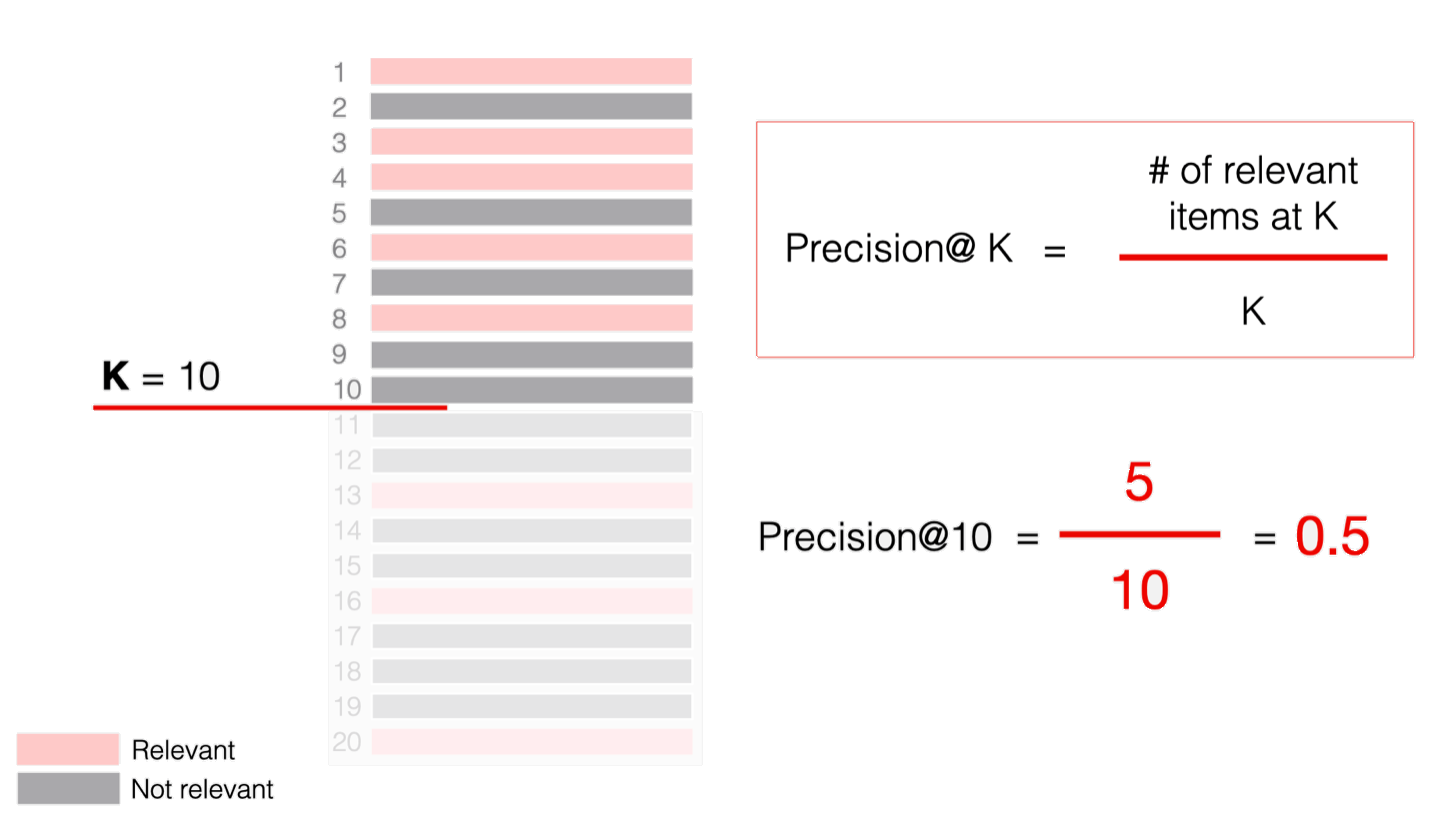 1
2
3
4
5
6
7
8
9
10
11
12
13
14
15
16
17
18
19
20
K = 10
Relevant
Not relevant
# of relevant
items at K
Precision@ K =
K
5
Precision@10 = = 0.5
10